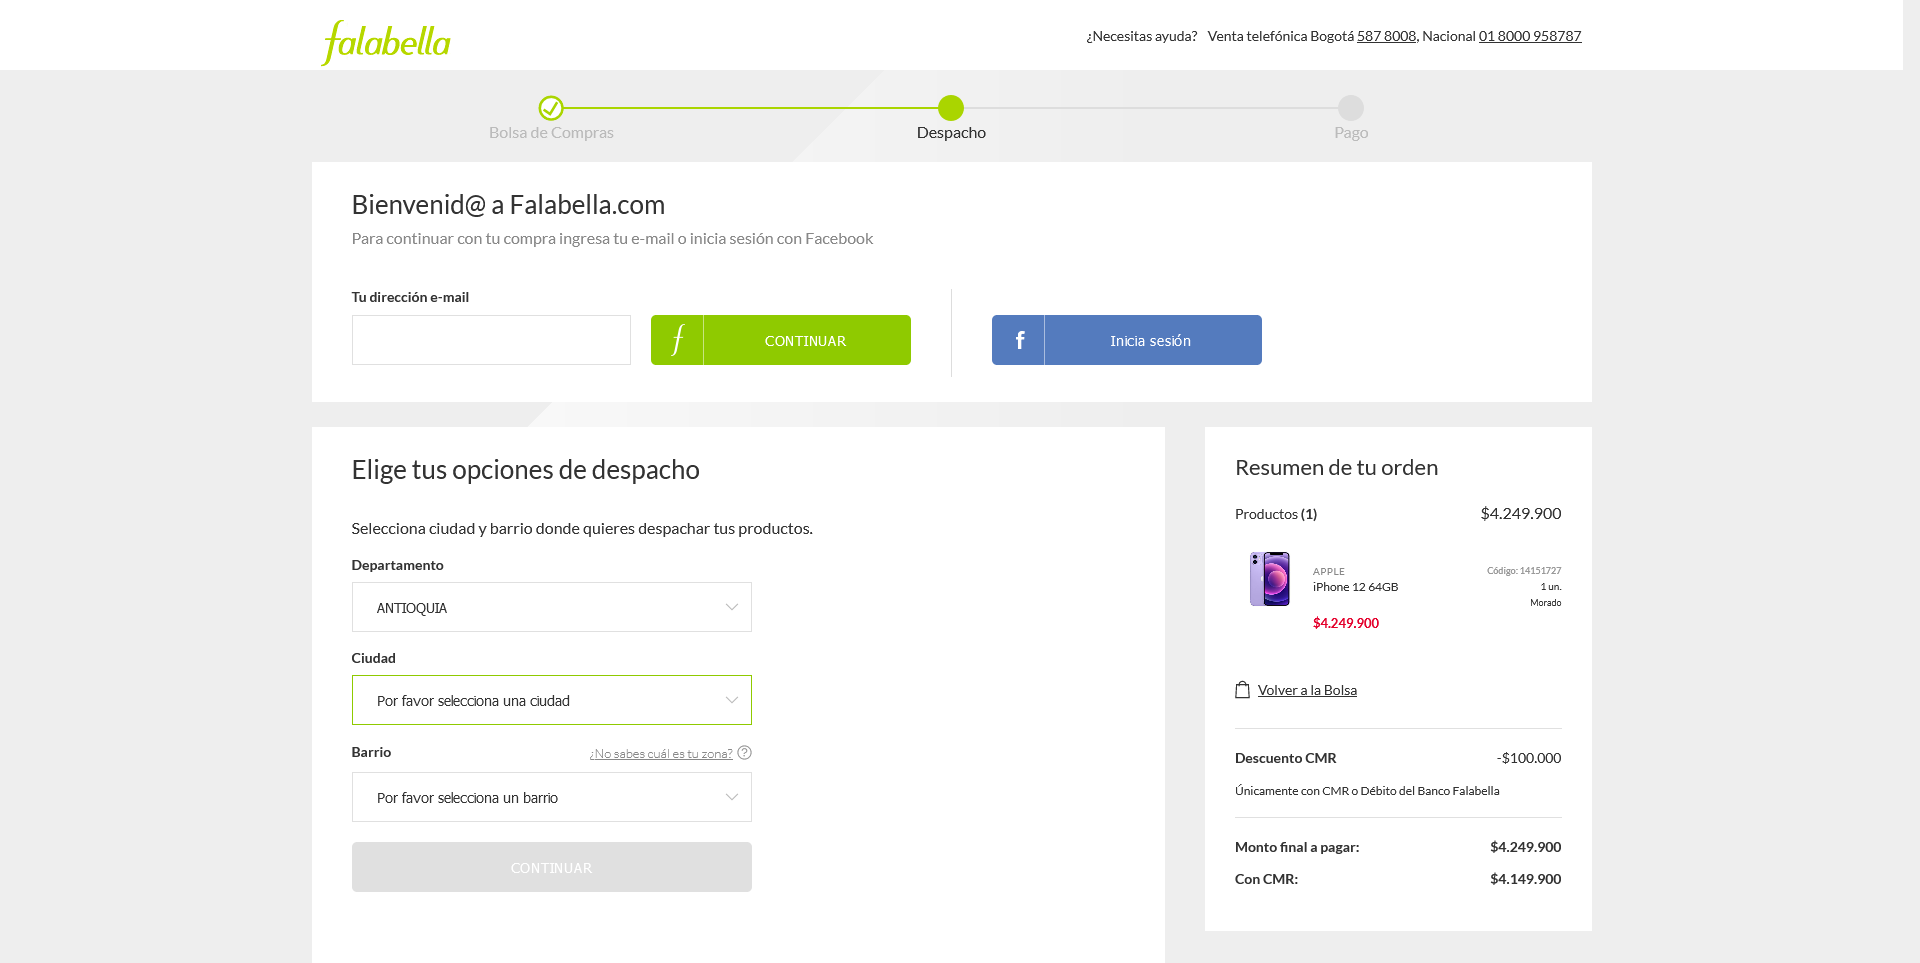 falabella
¿Necesitas ayuda? Venta telefónica Bogotá 587 8008, Nacional 01 8000 958787
Bolsa de Compras
Despacho
Pago
Bienvenid@ a Falabella.com
Para continuar con tu compra ingresa tu e-mail o inicia sesión con Facebook
Tu dirección e-mail
f CONTINUAR
f Inicia sesión
Elige tus opciones de despacho
Selecciona ciudad y barrio donde quieres despachar tus productos.
Departamento
ANTIOQUIA
Ciudad
Por favor selecciona una ciudad
Barrio
¿No sabes cuál es tu zona? ?
Por favor selecciona un barrio
CONTINUAR
Resumen de tu orden
Productos (1) $4.249.900
APPLE
iPhone 12 64GB
$4.249.900
Código: 14151727
1 un.
Morado
Volver a la Bolsa
Descuento CMR -$100.000
Únicamente con CMR o Débito del Banco Falabella
Monto final a pagar: $4.249.900
Con CMR: $4.149.900